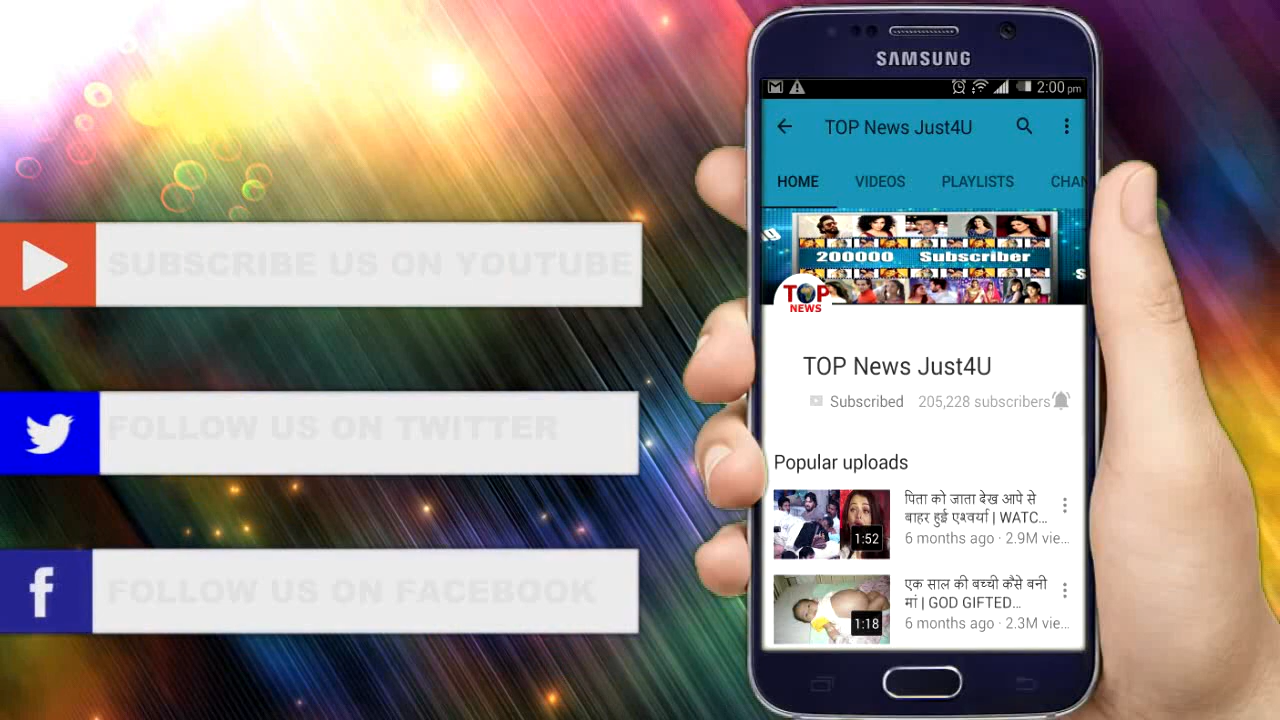 SUBSCRIBE US ON YOUTUBE
FOLLOW US ON TWITTER
FOLLOW US ON FACEBOOK
SAMSUNG
2:00 pm
TOP News Just4U
HOME VIDEOS PLAYLISTS CHAN
200000 Subscriber
TOP
NEWS
TOP News Just4U
Subscribed 205,228 subscribers
Popular uploads
पिता को जाता देख आपे से
बाहर हुई एश्वर्या | WATC...
6 months ago · 2.9M vie...
1:52
एक साल की बच्ची कैसे बनी
मां | GOD GIFTED...
6 months ago · 2.3M vie...
1:18